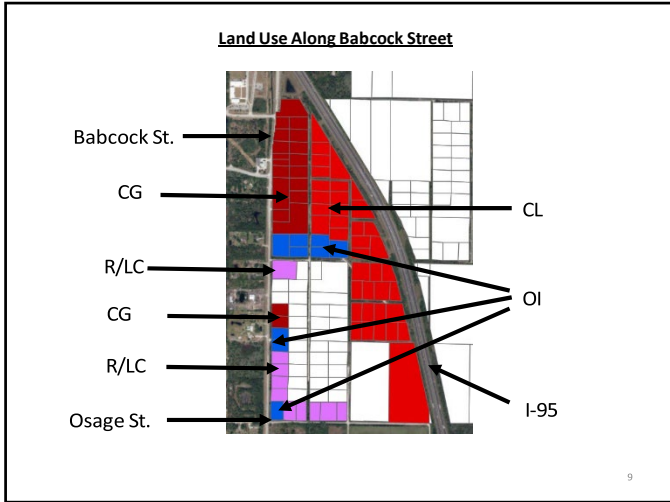 Land Use Along Babcock Street
Babcock St.
CG
CL
R/LC
OI
CG
R/LC
I-95
Osage St.
9